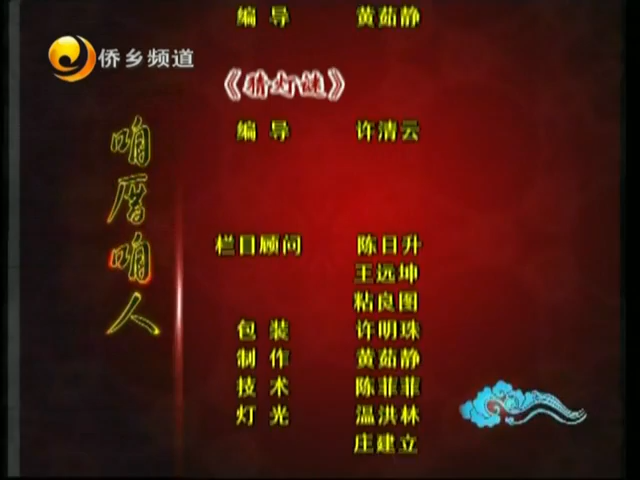 编导 黄茹静
侨乡频道
《猜灯谜》
编导 许清云
咱厝咱人
栏目顾问 陈日升
王远坤
粘良图
包装 许明珠
制作 黄茹静
技术 陈菲菲
灯光 温洪林
庄建立